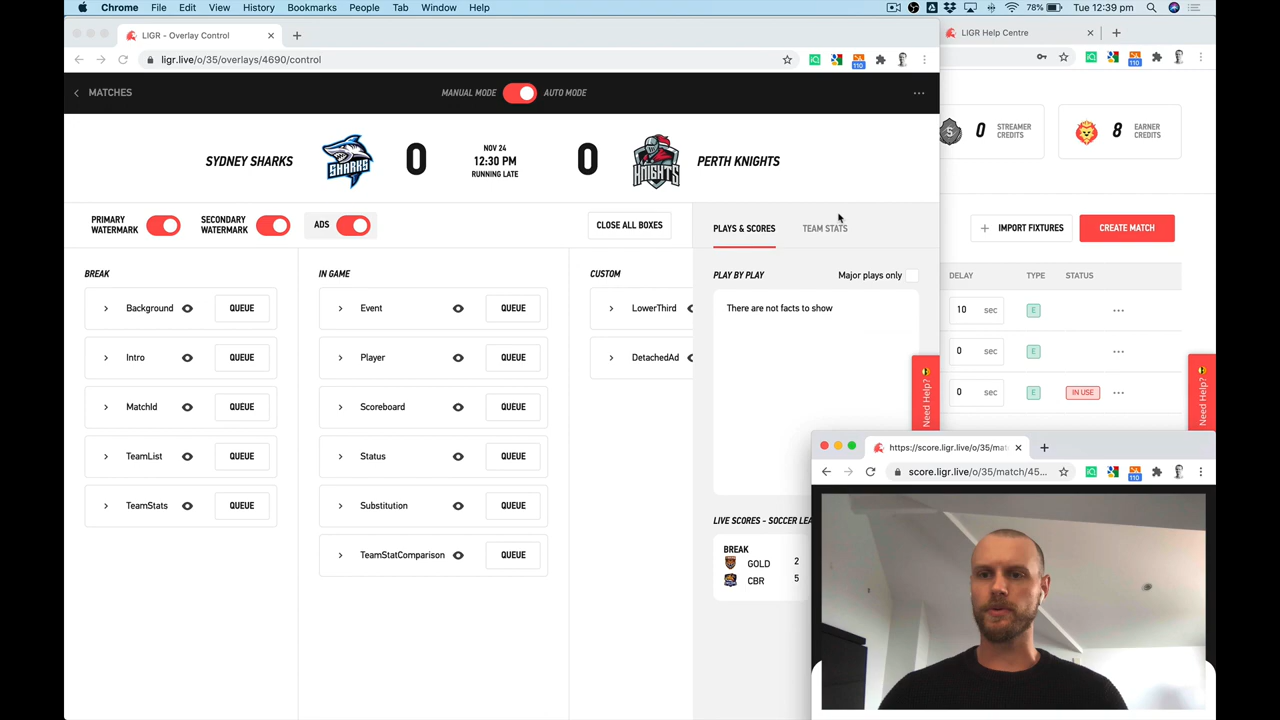 Chrome File Edit View History Bookmarks People Tab Window Help
78% Tue 12:39 pm
LIGR - Overlay Control
LIGR Help Centre
ligr.live/o/35/overlays/4690/control
110
110
MATCHES
MANUAL MODE
AUTO MODE
SYDNEY SHARKS
SHARKS
0
NOV 24
12:30 PM
RUNNING LATE
0
KNIGHTS
PERTH KNIGHTS
S
0
STREAMER
CREDITS
8
EARNER
CREDITS
PRIMARY
WATERMARK
SECONDARY
WATERMARK
ADS
CLOSE ALL BOXES
PLAYS & SCORES
TEAM STATS
IMPORT FIXTURES
CREATE MATCH
BREAK
Background
QUEUE
Intro
QUEUE
MatchId
QUEUE
TeamList
QUEUE
TeamStats
QUEUE
IN GAME
Event
QUEUE
Player
QUEUE
Scoreboard
QUEUE
Status
QUEUE
Substitution
QUEUE
TeamStatComparison
QUEUE
CUSTOM
LowerThird
DetachedAd
PLAY BY PLAY
Major plays only
There are not facts to show
LIVE SCORES - SOCCER LEA
BREAK
GOLD 2
CBR 5
DELAY
TYPE
STATUS
10 sec
E
0 sec
E
0 sec
E
IN USE
Need Help?
Need Help?
https://score.ligr.live/o/35/mat
score.ligr.live/o/35/match/45...
110